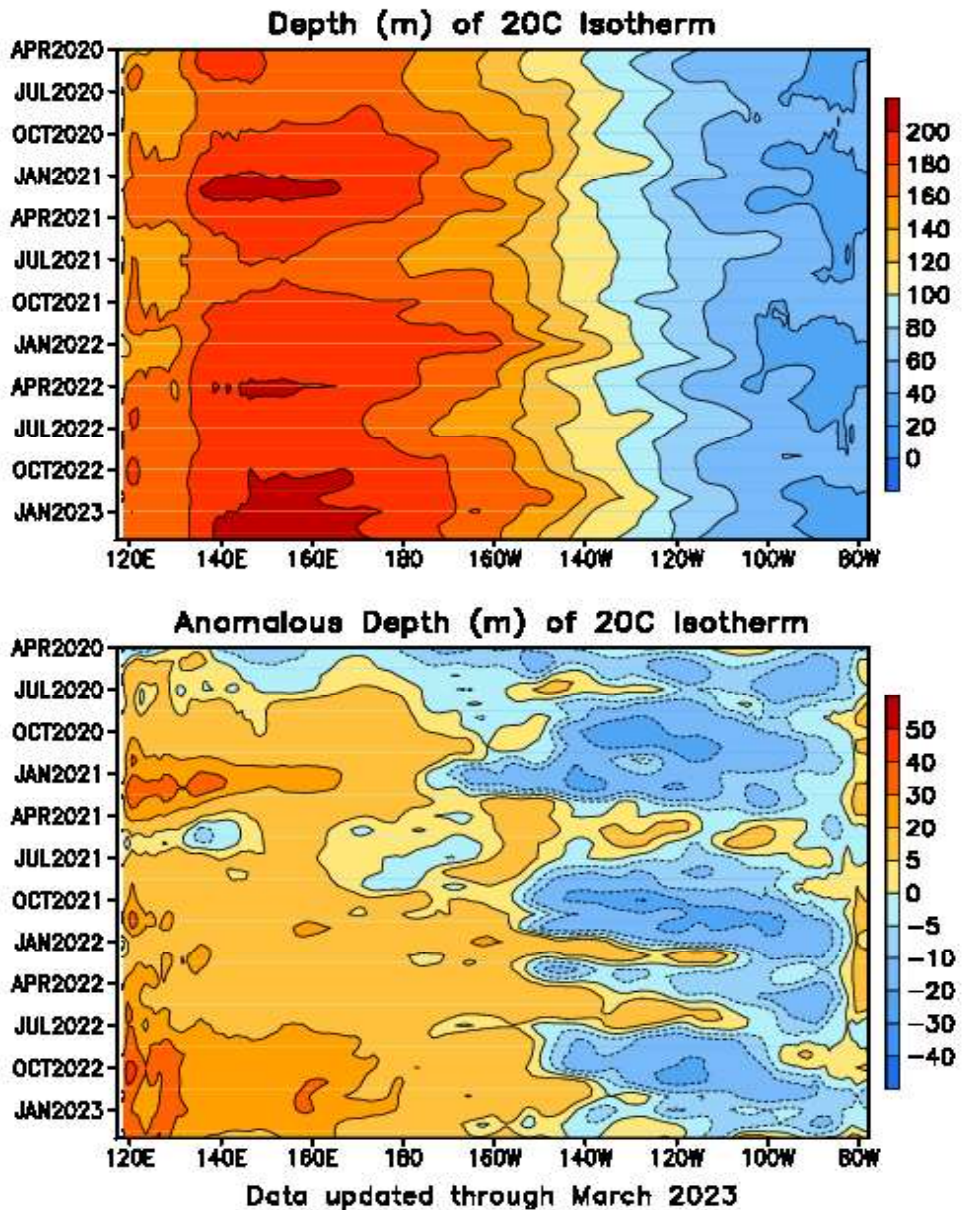 Depth (m) of 20C Isotherm
APR2020
JUL2020
OCT2020
JAN2021
APR2021
JUL2021
OCT2021
JAN2022
APR2022
JUL2022
OCT2022
JAN2023
120E 140E 160E 180 160W 140W 120W 100W 80W
200
180
160
140
120
100
80
60
40
20
0
Anomalous Depth (m) of 20C Isotherm
APR2020
JUL2020
OCT2020
JAN2021
APR2021
JUL2021
OCT2021
JAN2022
APR2022
JUL2022
OCT2022
JAN2023
120E 140E 160E 180 160W 140W 120W 100W 80W
50
40
30
20
5
0
-5
-10
-20
-30
-40
Data updated through March 2023